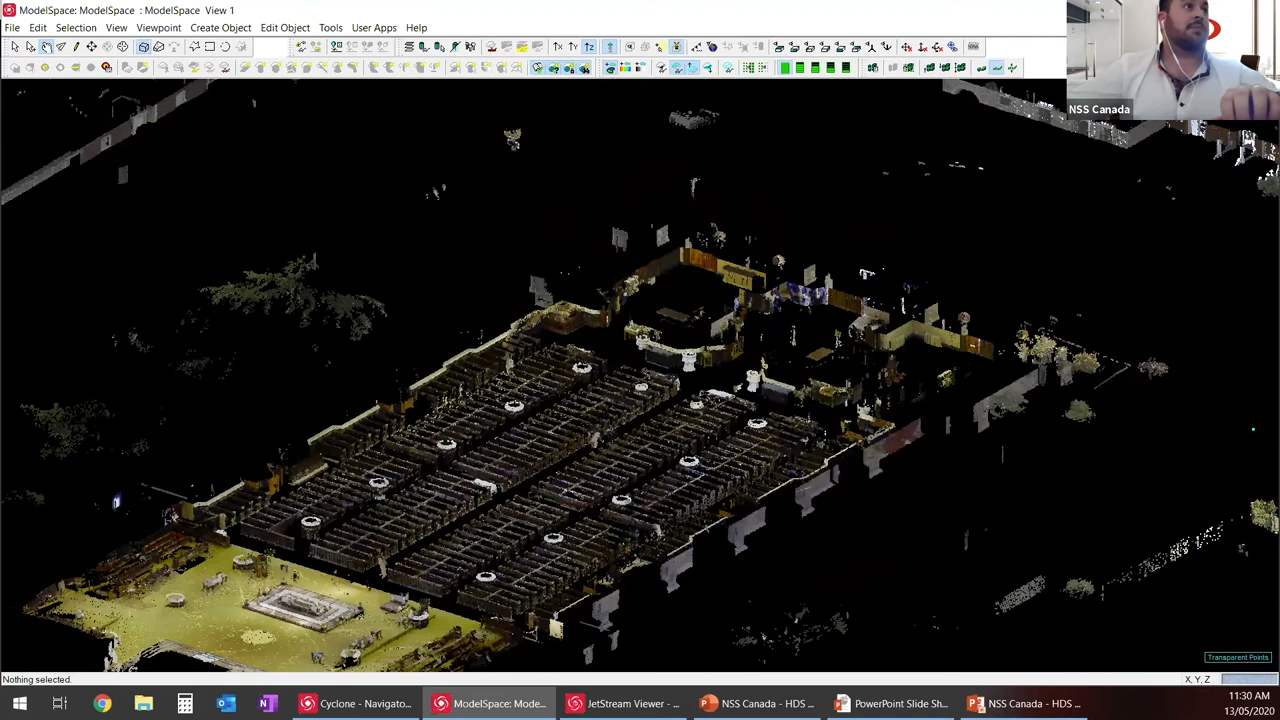 ModelSpace: ModelSpace : ModelSpace View 1
File Edit Selection View Viewpoint Create Object Edit Object Tools User Apps Help
NSS Canada
Transparent Points
Nothing selected.
X, Y, Z
Cyclone - Navigato...
ModelSpace: Mode...
JetStream Viewer - ...
NSS Canada - HDS ...
PowerPoint Slide Sh...
NSS Canada - HDS ...
11:30 AM
13/05/2020